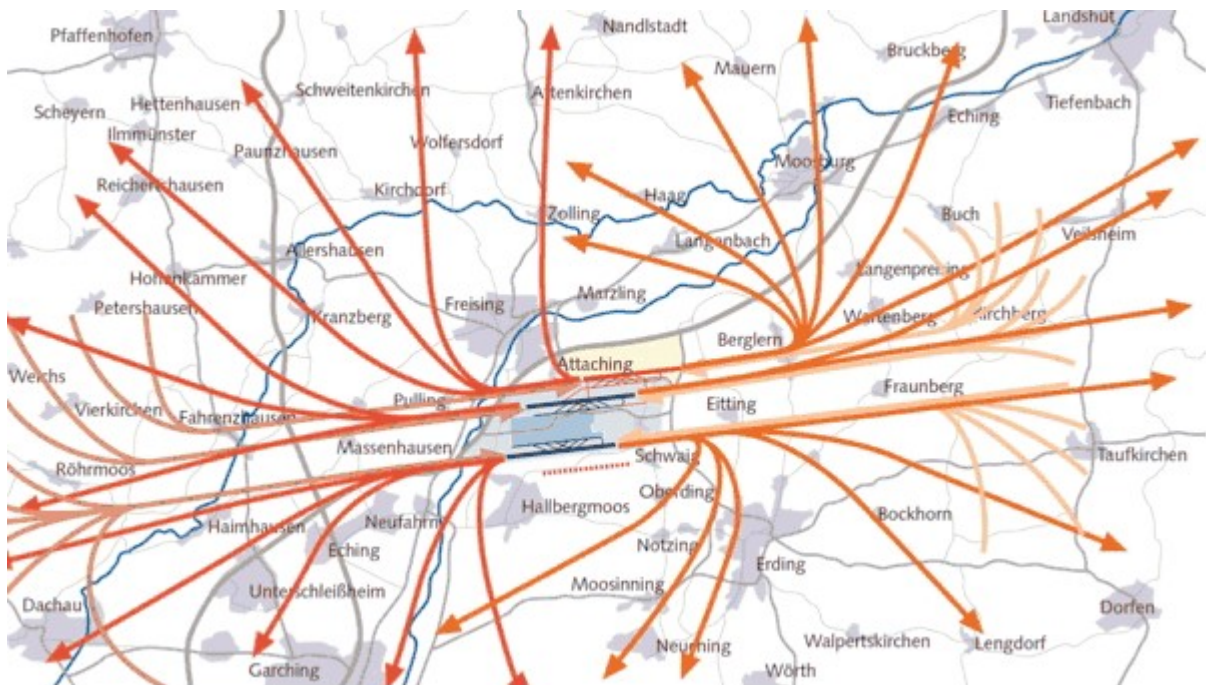 Landshut
Pfaffenhofen
Nandlstadt
Bruckberg
Mauern
Schweitenkirchen
Attenkirchen
Hettenhausen
Scheyern
Tiefenbach
Eching
Ilmmünster
Wolfersdorf
Paunzhausen
Moosburg
Reichertshausen
Kirchdorf
Haag
Zolling
Buch
Velisheim
Langenbach
Allershausen
Hohenkammer
Langenpreising
Marzling
Petershausen
Freising
Kranzberg
Wartenberg
Kirchberg
Berglern
Attaching
Weichs
Fraunberg
Pulling
Eitting
Vierkirchen
Fahrenzhausen
Massenhausen
Schwaig
Taufkirchen
Röhrmoos
Oberding
Hallbergmoos
Bockhorn
Haimhausen
Neufahrn
Notzing
Eching
Erding
Moosinning
Unterschleißheim
Dachau
Dorfen
Neuching
Walpertskirchen
Lengdorf
Garching
Wörth